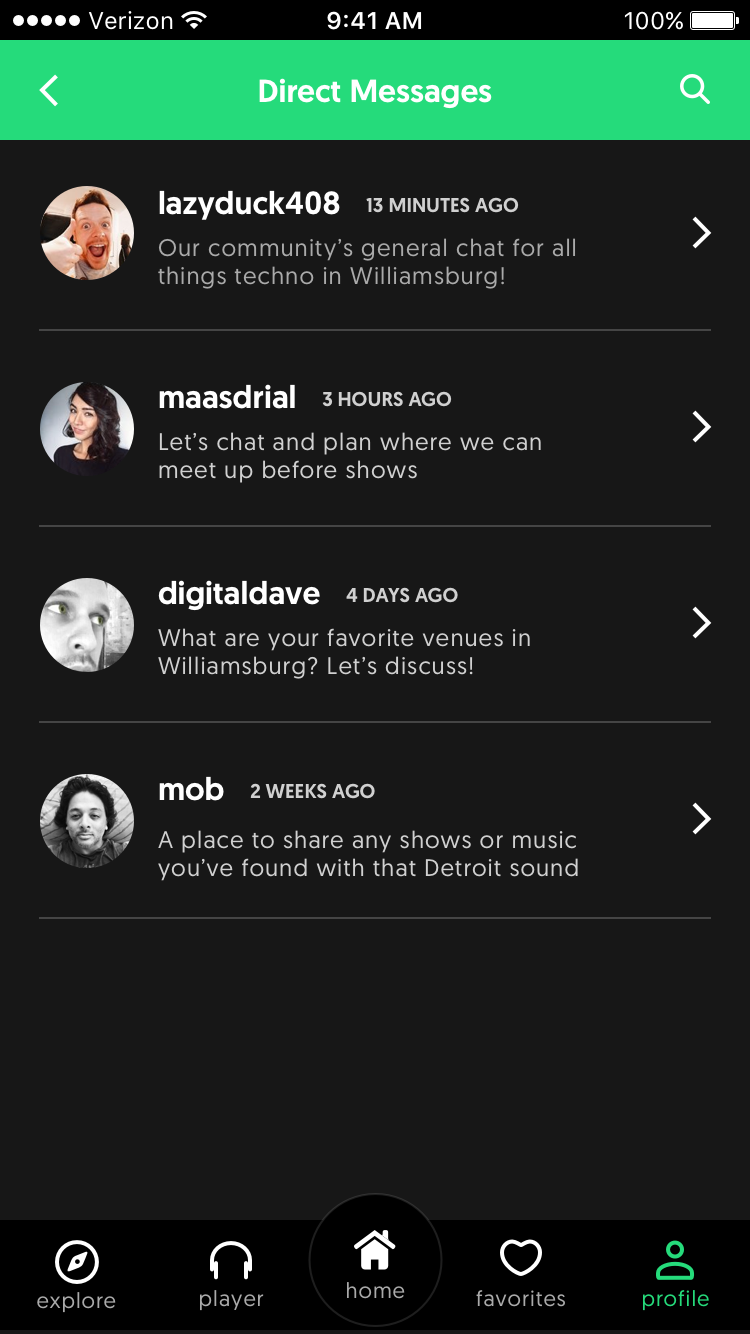 Verizon 9:41 AM 100%
Direct Messages
lazyduck408 13 MINUTES AGO
Our community’s general chat for all
things techno in Williamsburg!
maasdrial 3 HOURS AGO
Let’s chat and plan where we can
meet up before shows
digitaldave 4 DAYS AGO
What are your favorite venues in
Williamsburg? Let’s discuss!
mob 2 WEEKS AGO
A place to share any shows or music
you’ve found with that Detroit sound
explore player home favorites profile